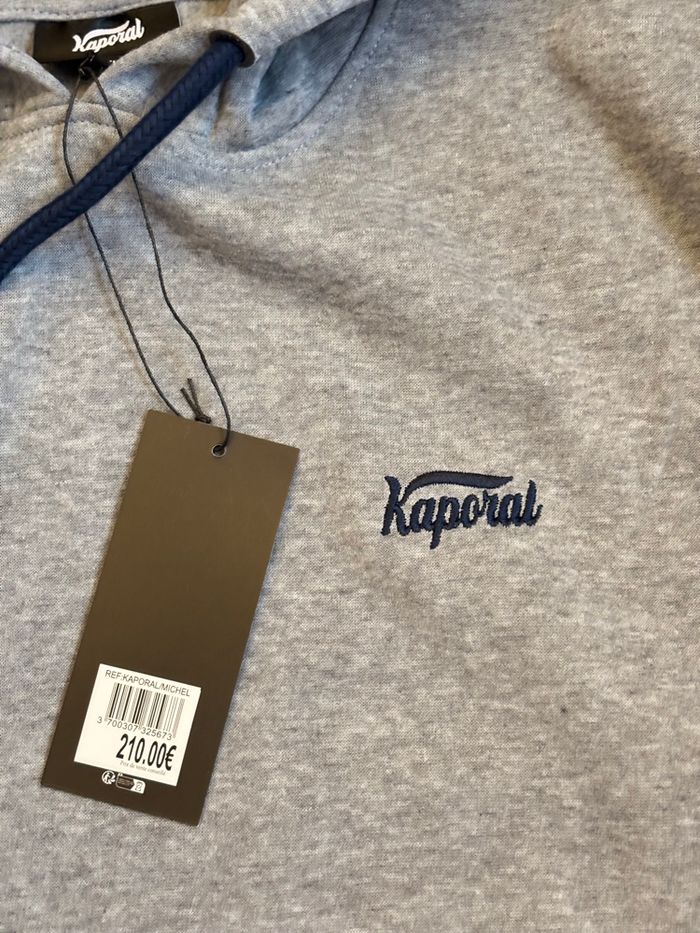 Kaporal
Kaporal
REF:KAPORAL/MICHEL
3 700307 325673
210.00€
Prix de vente conseillé